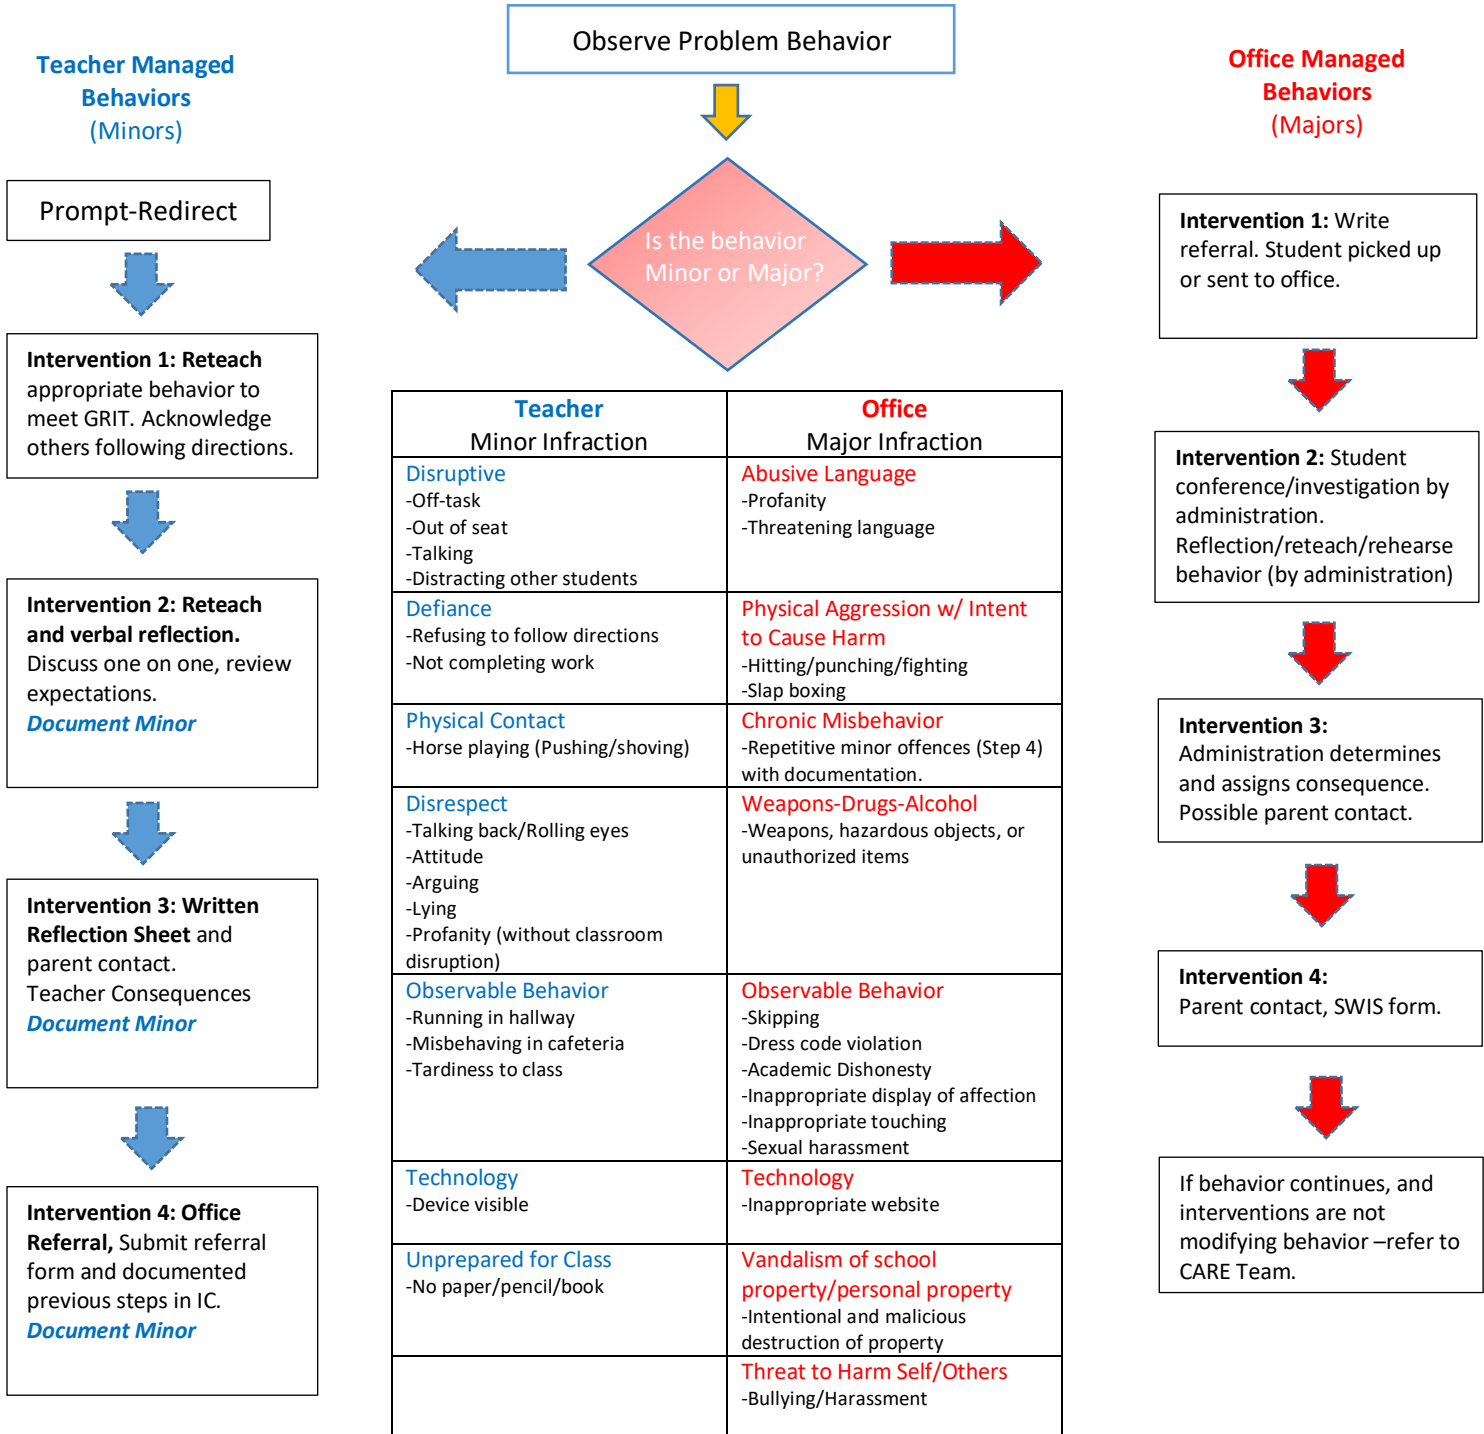 Observe Problem Behavior
Teacher Managed
Behaviors
(Minors)
Office Managed
Behaviors
(Majors)
Is the behavior
Minor or Major?
Prompt-Redirect
Intervention 1: Reteach
appropriate behavior to
meet GRIT. Acknowledge
others following directions.
Intervention 2: Reteach
and verbal reflection.
Discuss one on one, review
expectations.
Document Minor
Intervention 3: Written
Reflection Sheet and
parent contact.
Teacher Consequences
Document Minor
Intervention 4: Office
Referral, Submit referral
form and documented
previous steps in IC.
Document Minor
Teacher
Minor Infraction
Office
Major Infraction
Disruptive
-Off-task
-Out of seat
-Talking
-Distracting other students
Abusive Language
-Profanity
-Threatening language
Defiance
-Refusing to follow directions
-Not completing work
Physical Aggression w/ Intent
to Cause Harm
-Hitting/punching/fighting
-Slap boxing
Physical Contact
-Horse playing (Pushing/shoving)
Chronic Misbehavior
-Repetitive minor offences (Step 4)
with documentation.
Disrespect
-Talking back/Rolling eyes
-Attitude
-Arguing
-Lying
-Profanity (without classroom
disruption)
Weapons-Drugs-Alcohol
-Weapons, hazardous objects, or
unauthorized items
Observable Behavior
-Running in hallway
-Misbehaving in cafeteria
-Tardiness to class
Observable Behavior
-Skipping
-Dress code violation
-Academic Dishonesty
-Inappropriate display of affection
-Inappropriate touching
-Sexual harassment
Technology
-Device visible
Technology
-Inappropriate website
Unprepared for Class
-No paper/pencil/book
Vandalism of school
property/personal property
-Intentional and malicious
destruction of property
Threat to Harm Self/Others
-Bullying/Harassment
Intervention 1: Write
referral. Student picked up
or sent to office.
Intervention 2: Student
conference/investigation by
administration.
Reflection/reteach/rehearse
behavior (by administration)
Intervention 3:
Administration determines
and assigns consequence.
Possible parent contact.
Intervention 4:
Parent contact, SWIS form.
If behavior continues, and
interventions are not
modifying behavior –refer to
CARE Team.